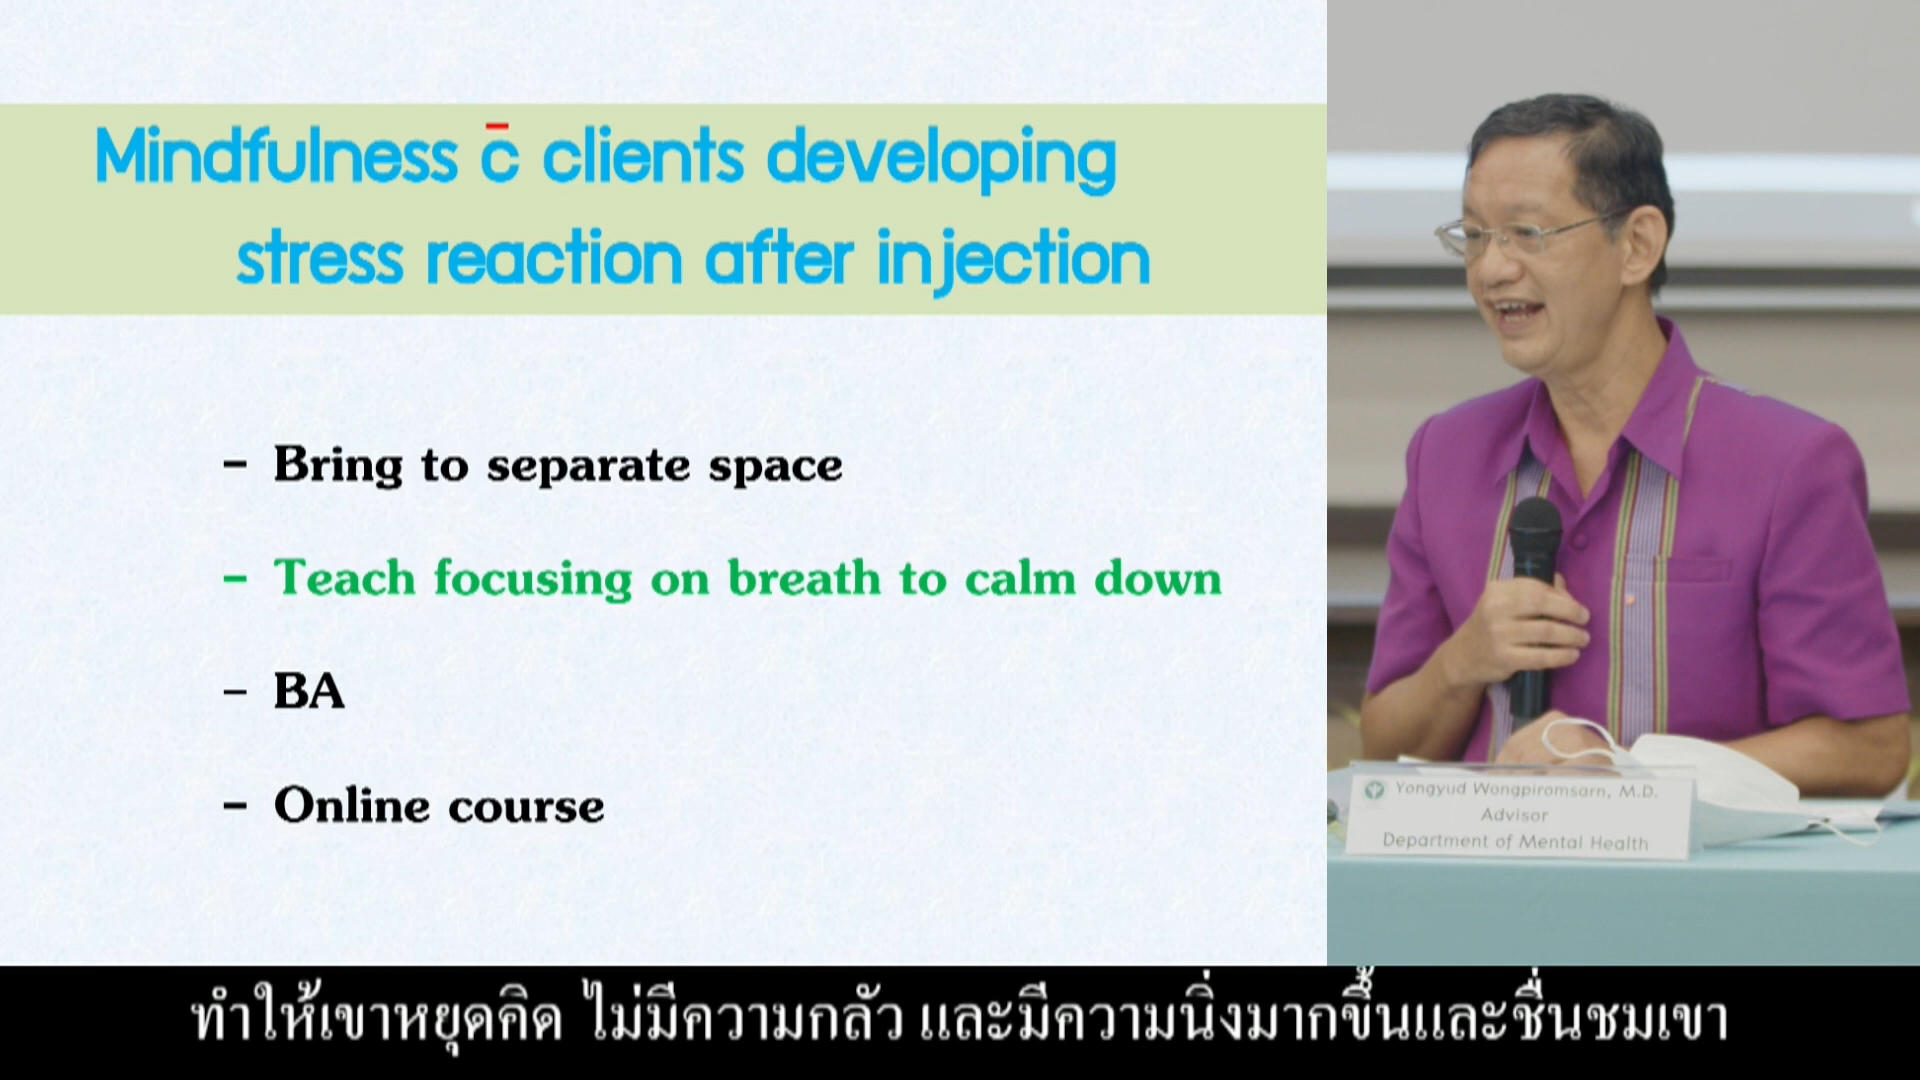 Mindfulness c̄ clients developing
stress reaction after injection
- Bring to separate space
- Teach focusing on breath to calm down
- BA
- Online course
Yongyud Wongpiromsarn, M.D.
Advisor
Department of Mental Health
ทำให้เขาหยุดคิด ไม่มีความกลัว และมีความนิ่งมากขึ้นและชื่นชมเขา